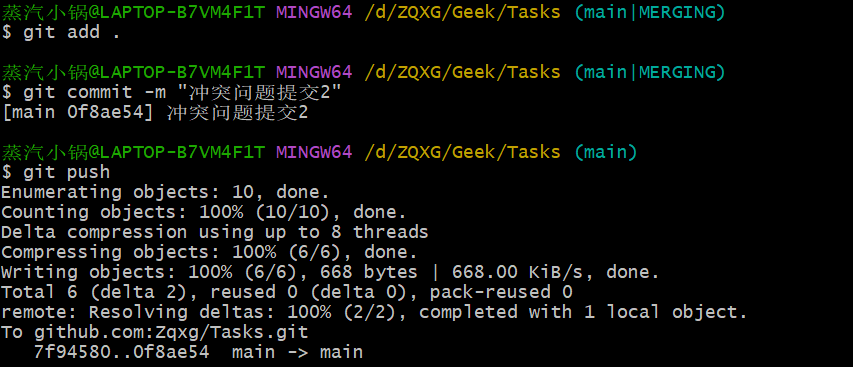 蒸汽小锅@LAPTOP-B7VM4F1T MINGW64 /d/ZQXG/Geek/Tasks (main|MERGING)
$ git add .
蒸汽小锅@LAPTOP-B7VM4F1T MINGW64 /d/ZQXG/Geek/Tasks (main|MERGING)
$ git commit -m "冲突问题提交2"
[main 0f8ae54] 冲突问题提交2
蒸汽小锅@LAPTOP-B7VM4F1T MINGW64 /d/ZQXG/Geek/Tasks (main)
$ git push
Enumerating objects: 10, done.
Counting objects: 100% (10/10), done.
Delta compression using up to 8 threads
Compressing objects: 100% (6/6), done.
Writing objects: 100% (6/6), 668 bytes | 668.00 KiB/s, done.
Total 6 (delta 2), reused 0 (delta 0), pack-reused 0
remote: Resolving deltas: 100% (2/2), completed with 1 local object.
To github.com:Zqxg/Tasks.git
   7f94580..0f8ae54  main -> main